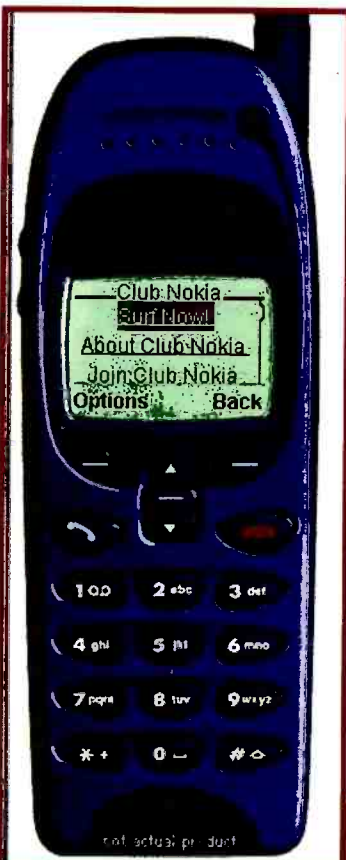 Club Nokia
Surf Now!
About Club Nokia
Join Club Nokia
Options Back
1 2 abc 3 def
4 ghi 5 jkl 6 mno
7 pqrs 8 tuv 9 wxyz
* + 0 #
not actual product